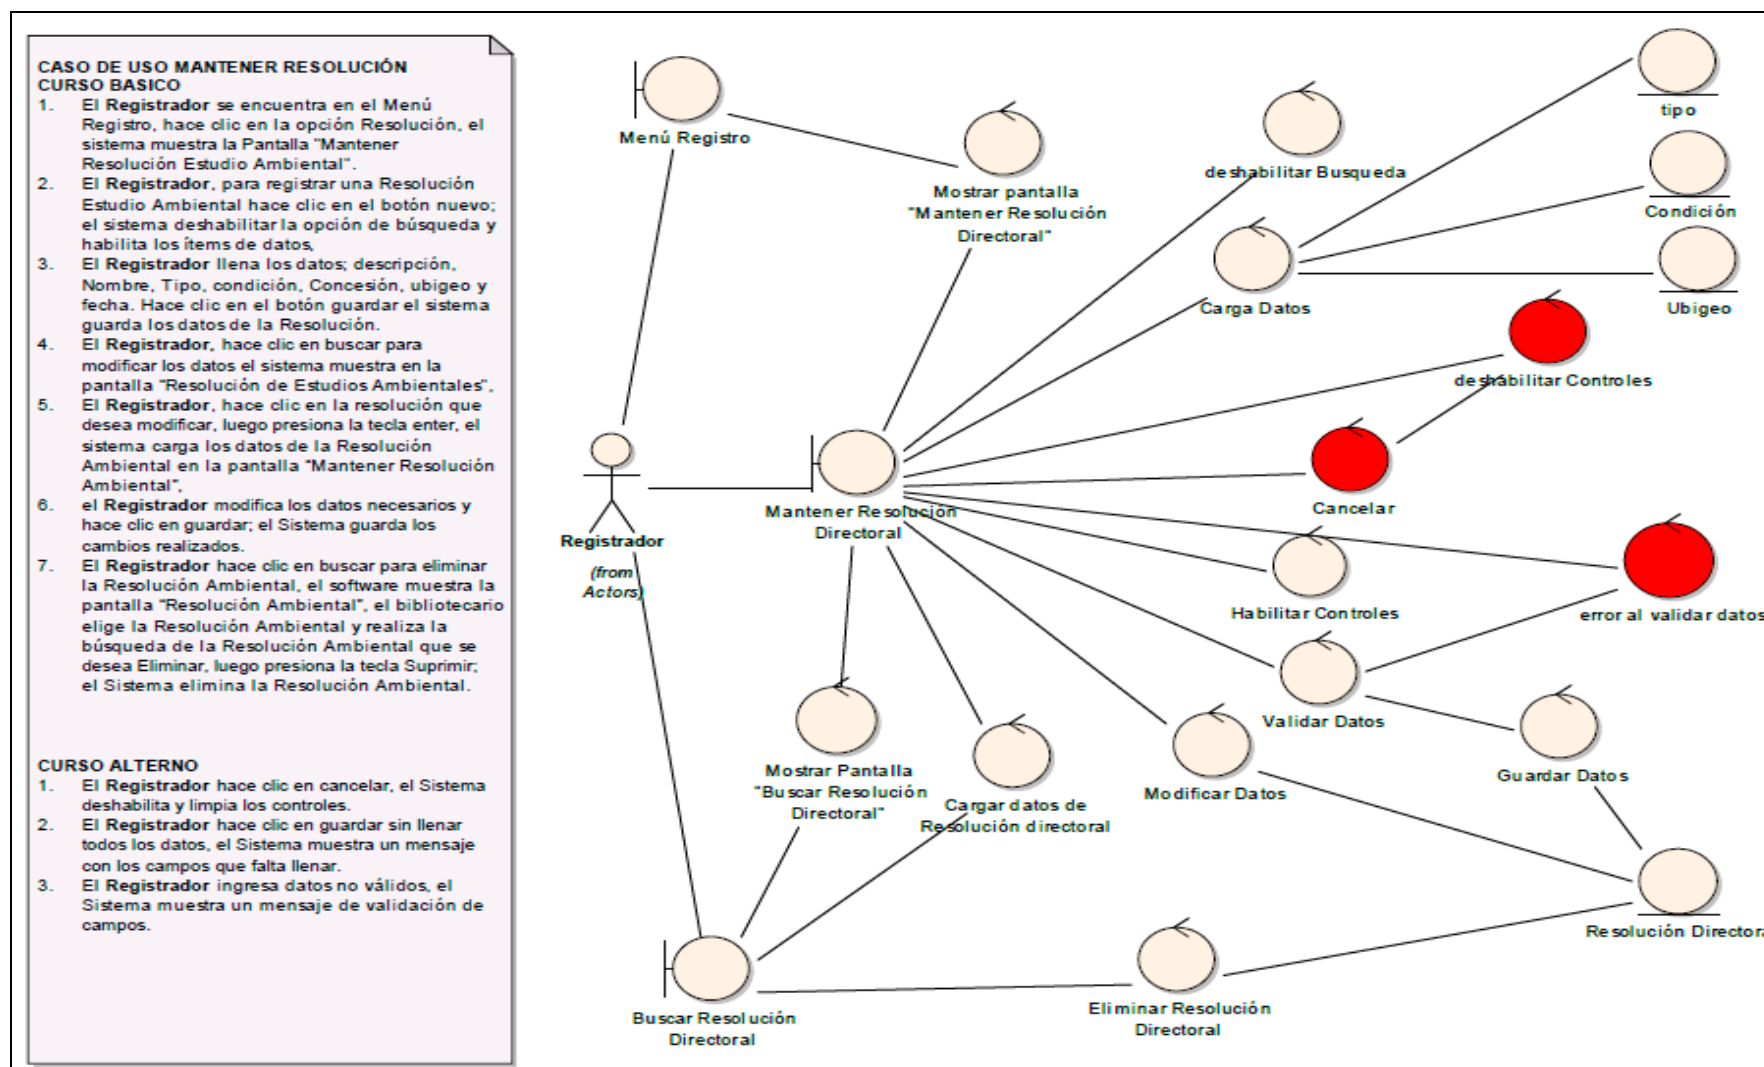 CASO DE USO MANTENER RESOLUCIÓN
CURSO BASICO
1. El Registrador se encuentra en el Menú
Registro, hace clic en la opción Resolución, el
sistema muestra la Pantalla "Mantener
Resolución Estudio Ambiental".
2. El Registrador, para registrar una Resolución
Estudio Ambiental hace clic en el botón nuevo;
el sistema deshabilitar la opción de búsqueda y
habilita los ítems de datos,
3. El Registrador llena los datos; descripción,
Nombre, Tipo, condición, Concesión, ubigeo y
fecha. Hace clic en el botón guardar el sistema
guarda los datos de la Resolución.
4. El Registrador, hace clic en buscar para
modificar los datos el sistema muestra en la
pantalla "Resolución de Estudios Ambientales",
5. El Registrador, hace clic en la resolución que
desea modificar, luego presiona la tecla enter, el
sistema carga los datos de la Resolución
Ambiental en la pantalla "Mantener Resolución
Ambiental",
6. el Registrador modifica los datos necesarios y
hace clic en guardar; el Sistema guarda los
cambios realizados.
7. El Registrador hace clic en buscar para eliminar
la Resolución Ambiental, el software muestra la
pantalla "Resolución Ambiental", el bibliotecario
elige la Resolución Ambiental y realiza la
búsqueda de la Resolución Ambiental que se
desea Eliminar, luego presiona la tecla Suprimir;
el Sistema elimina la Resolución Ambiental.
CURSO ALTERNO
1. El Registrador hace clic en cancelar, el Sistema
deshabilita y limpia los controles.
2. El Registrador hace clic en guardar sin llenar
todos los datos, el Sistema muestra un mensaje
con los campos que falta llenar.
3. El Registrador ingresa datos no válidos, el
Sistema muestra un mensaje de validación de
campos.
Menú Registro
Mostrar pantalla
"Mantener Resolución
Directoral"
deshabilitar Busqueda
tipo
Condición
Carga Datos
Ubigeo
deshabilitar Controles
Cancelar
Mantener Resolución
Directoral
Registrador
(from
Actors)
Habilitar Controles
error al validar datos
Validar Datos
Mostrar Pantalla
"Buscar Resolución
Directoral"
Cargar datos de
Resolución directoral
Modificar Datos
Guardar Datos
Resolución Directora
Buscar Resolución
Directoral
Eliminar Resolución
Directoral